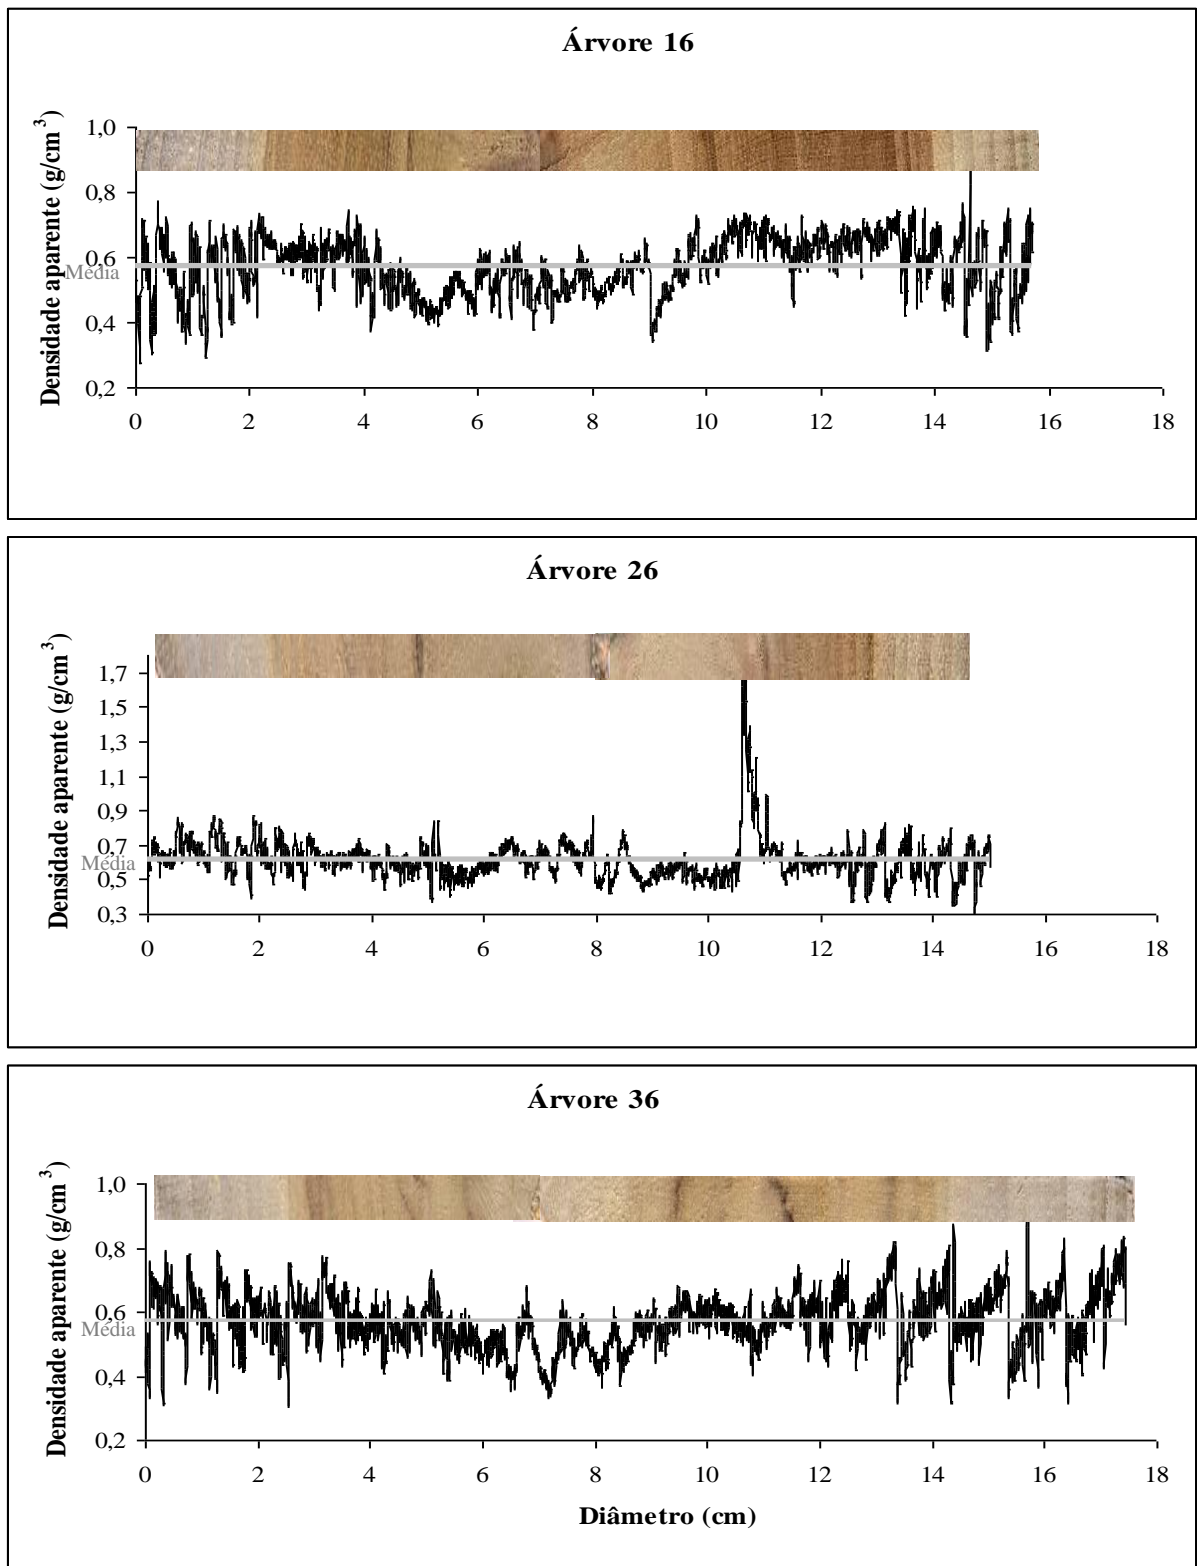 Árvore 16
Densidade aparente (g/cm³)
1,0
0,8
0,6
Média
0,4
0,2
0 2 4 6 8 10 12 14 16 18
Árvore 26
Densidade aparente (g/cm³)
1,7
1,5
1,3
1,1
0,9
0,7
Média
0,5
0,3
0 2 4 6 8 10 12 14 16 18
Árvore 36
Densidade aparente (g/cm³)
1,0
0,8
0,6
Média
0,4
0,2
0 2 4 6 8 10 12 14 16 18
Diâmetro (cm)